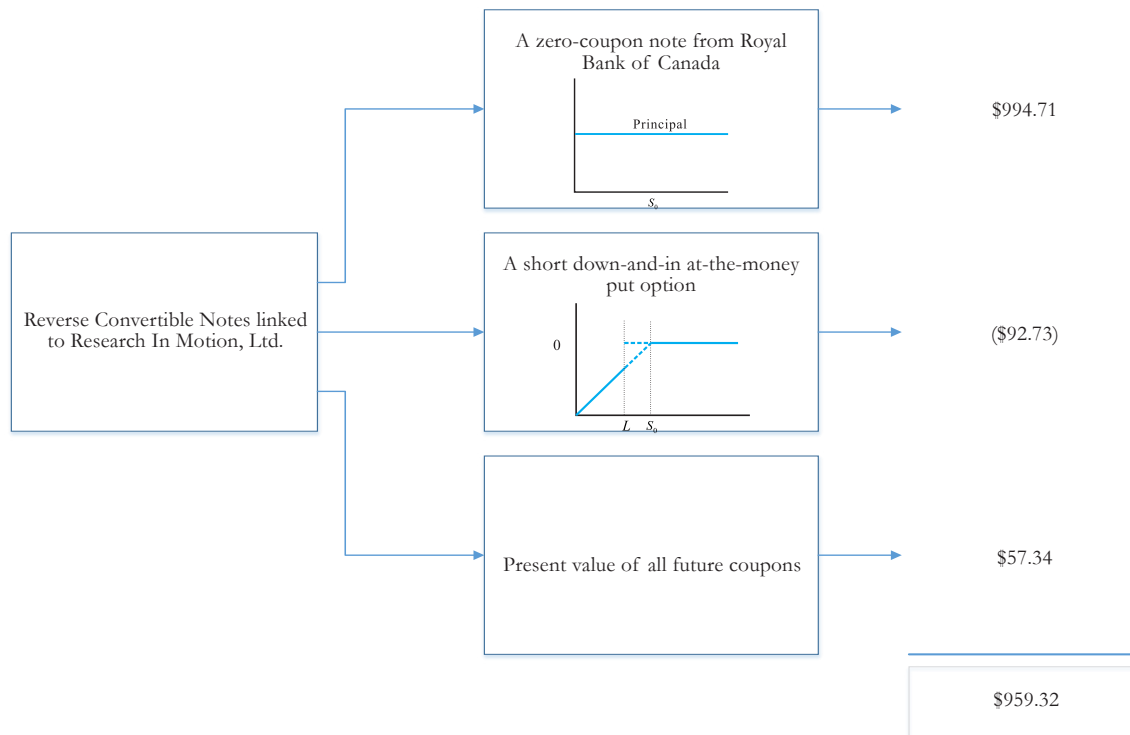 A zero-coupon note from Royal
Bank of Canada
Principal
S₀
$994.71
Reverse Convertible Notes linked
to Research In Motion, Ltd.
A short down-and-in at-the-money
put option
0
L S₀
($92.73)
Present value of all future coupons
$57.34
$959.32